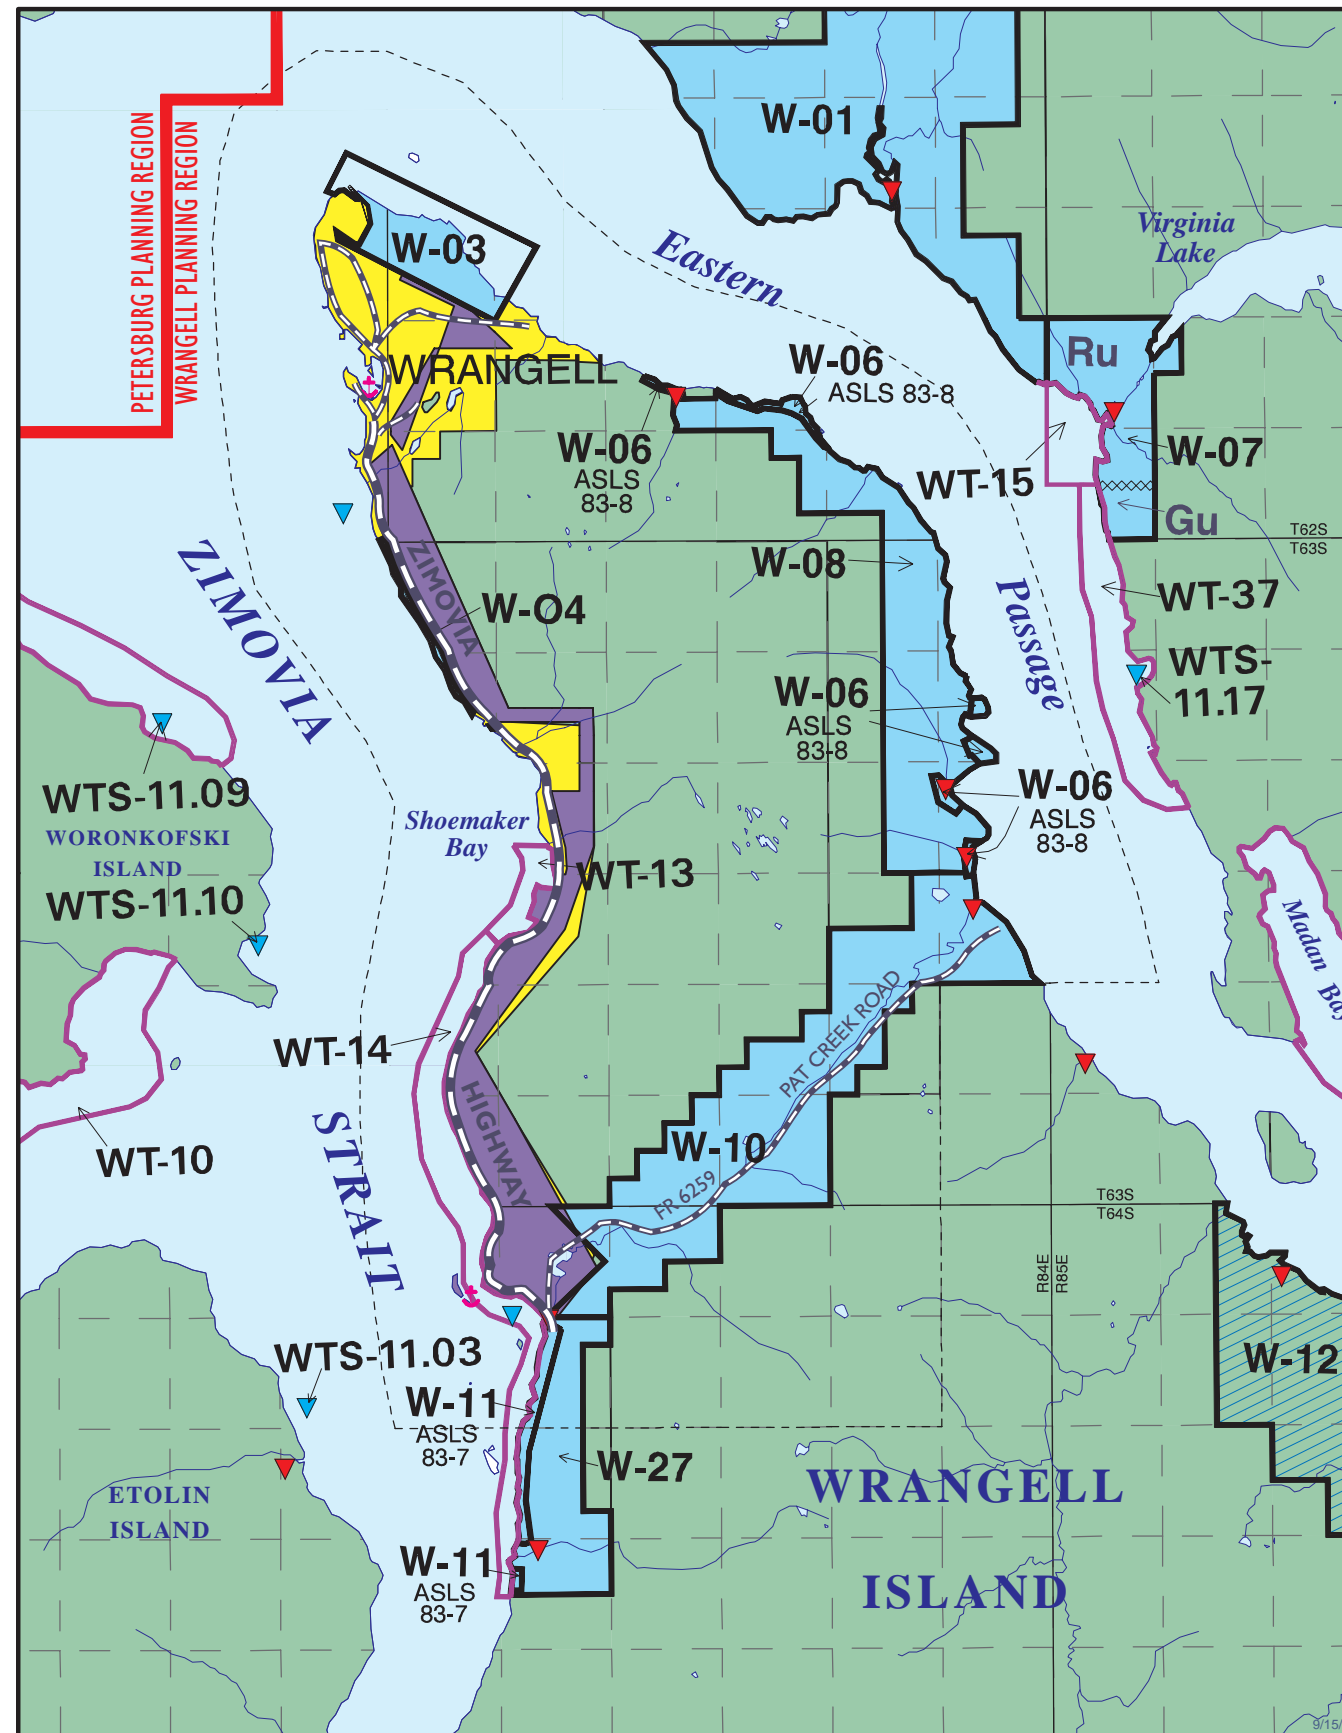 PETERSBURG PLANNING REGION
WRANGELL PLANNING REGION
W-01
Virginia
Lake
W-03
Eastern
Ru
WRANGELL
W-06
ASLS 83-8
W-06
ASLS
83-8
W-07
WT-15
Gu
T62S
T63S
ZIMOVIA
ZIMOVIA
W-O4
W-08
Passage
WT-37
WTS-
11.17
W-06
ASLS
83-8
W-06
ASLS
83-8
WTS-11.09
WORONKOFSKI
ISLAND
WTS-11.10
Shoemaker
Bay
WT-13
Madan Bay
WT-14
PAT CREEK ROAD
WT-10
STRAIT
HIGHWAY
W-10
FR 6259
T63S
T64S
R84E
R85E
W-12
WTS-11.03
W-11
ASLS
83-7
W-27
WRANGELL
ISLAND
ETOLIN
ISLAND
W-11
ASLS
83-7
9/15/